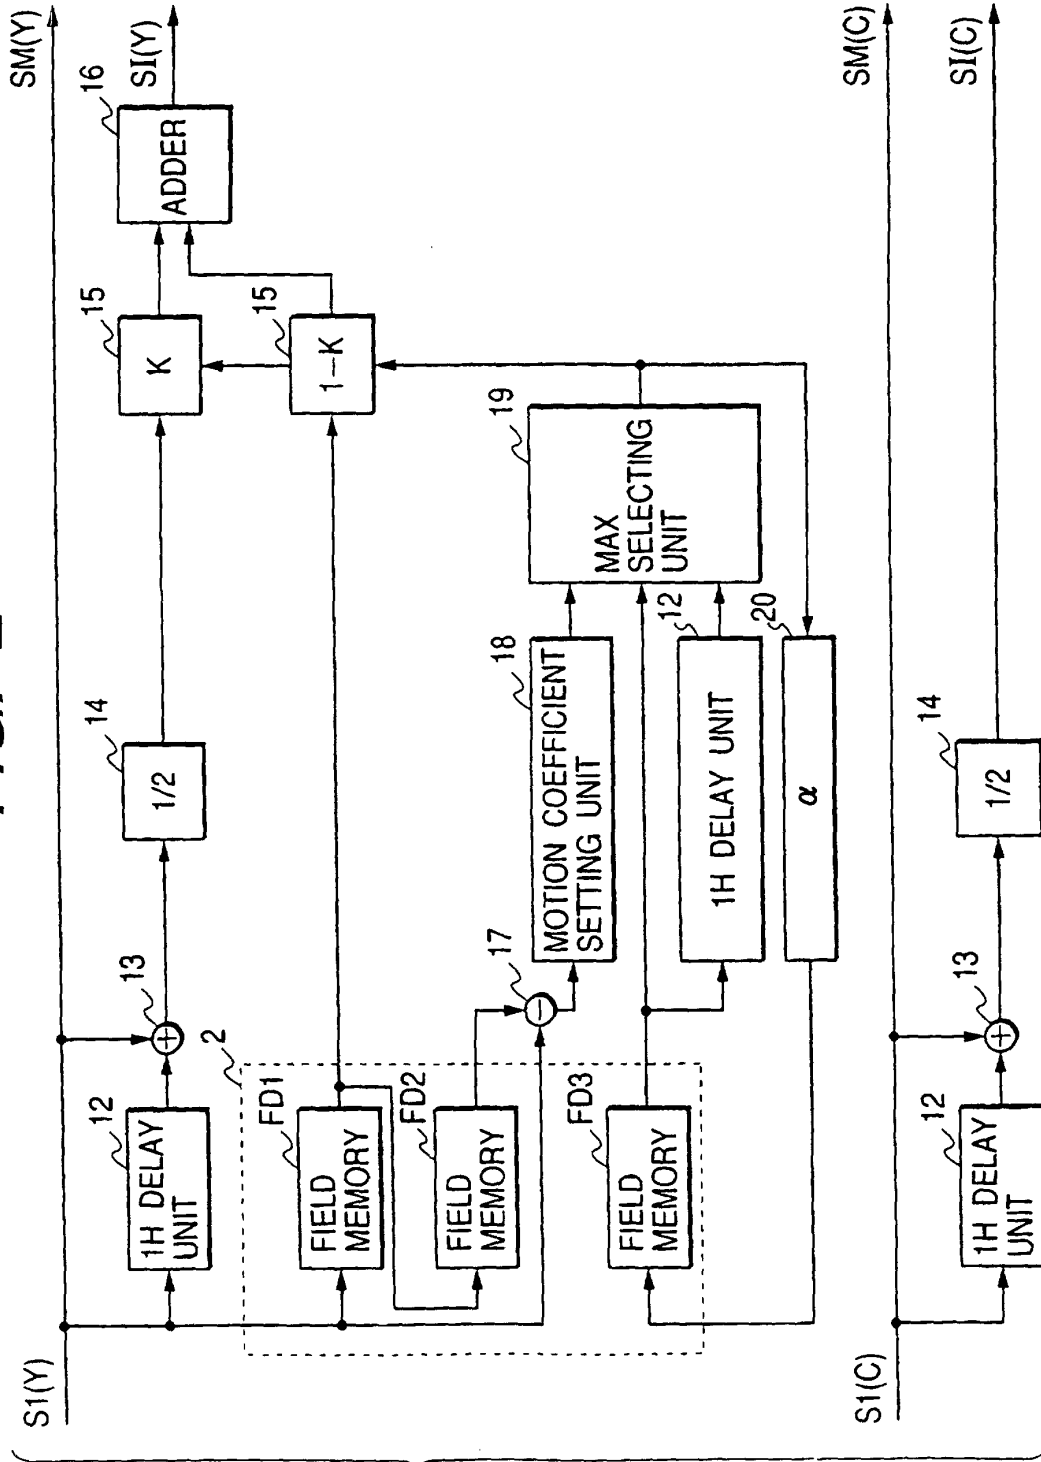 S1(Y)
SM(Y)
12
1H DELAY
UNIT
13
14
1/2
15
K
16
ADDER
SI(Y)
2
FD1
FIELD
MEMORY
15
1-K
FD2
FIELD
MEMORY
17
18
MOTION COEFFICIENT
SETTING UNIT
19
MAX
SELECTING
UNIT
FD3
FIELD
MEMORY
12
1H DELAY UNIT
20
α
S1(C)
SM(C)
12
1H DELAY
UNIT
13
14
1/2
SI(C)